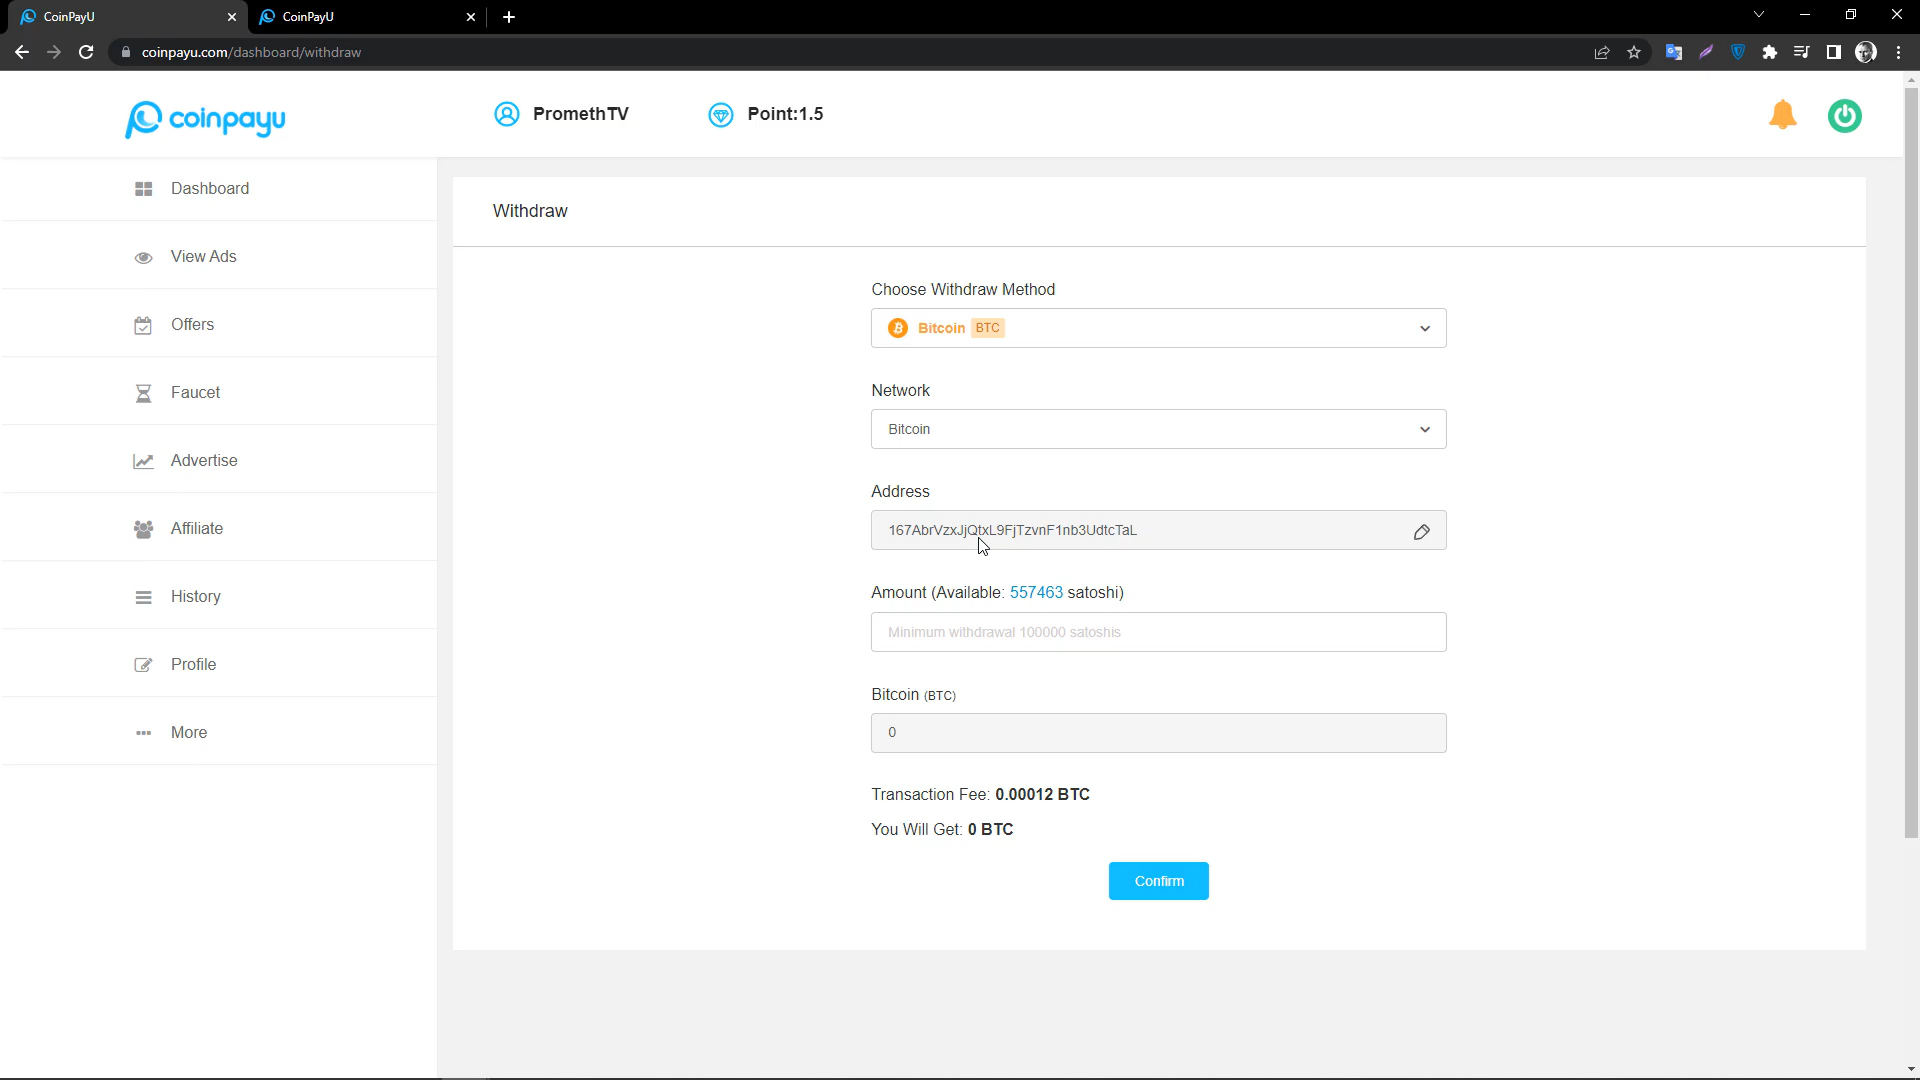 CoinPayU
CoinPayU
coinpayu.com/dashboard/withdraw
coinpayu
PromethTV
Point:1.5
Dashboard
View Ads
Offers
Faucet
Advertise
Affiliate
History
Profile
More
Withdraw
Choose Withdraw Method
Bitcoin BTC
Network
Bitcoin
Address
167AbrVzxJjQtxL9FjTzvnF1nb3UdtcTaL
Amount (Available: 557463 satoshi)
Minimum withdrawal 100000 satoshis
Bitcoin (BTC)
0
Transaction Fee: 0.00012 BTC
You Will Get: 0 BTC
Confirm